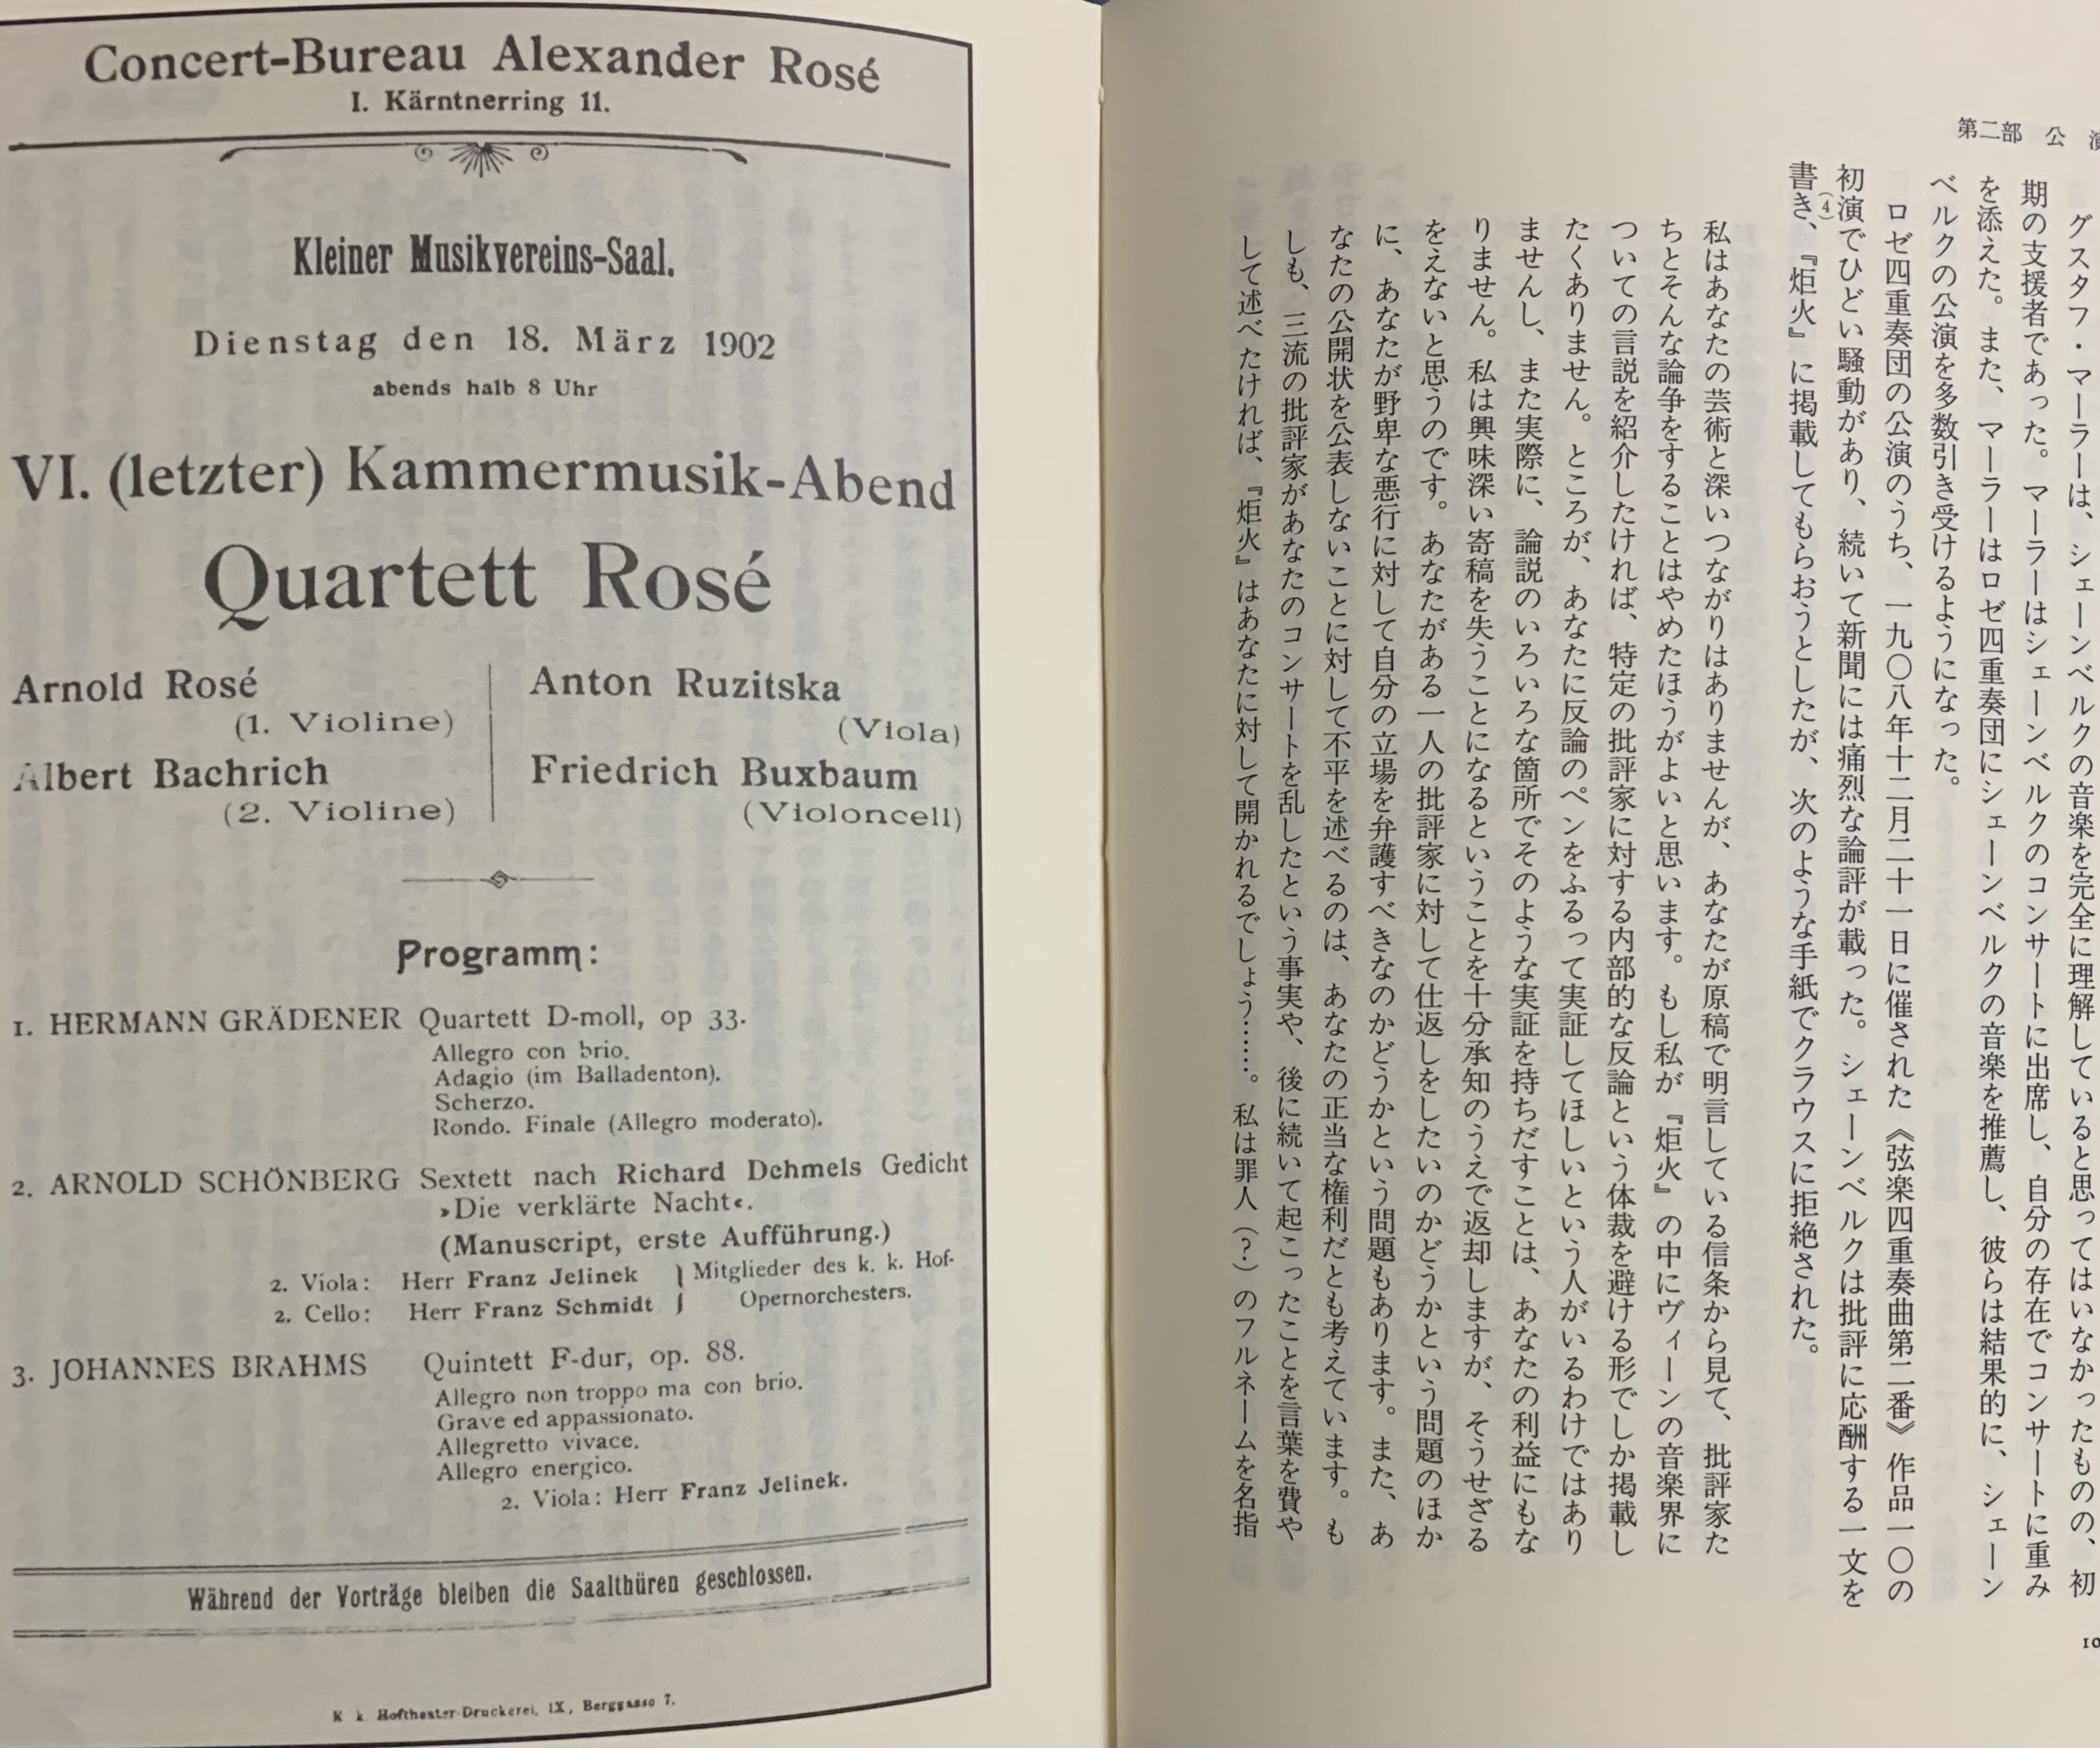 Concert-Bureau Alexander Rosé
I. Kärntnerring 11.
Kleiner Musikvereins-Saal.
Dienstag den 18. März 1902
abends halb 8 Uhr
VI. (letzter) Kammermusik-Abend
Quartett Rosé
Arnold Rosé
(1. Violine)
Albert Bachrich
(2. Violine)
Anton Ruzitska
(Viola)
Friedrich Buxbaum
(Violoncell)
Programm:
1. HERMANN GRÄDENER Quartett D-moll, op 33.
Allegro con brio.
Adagio (im Balladenton).
Scherzo.
Rondo. Finale (Allegro moderato).
2. ARNOLD SCHÖNBERG Sextett nach Richard Dehmels Gedicht
»Die verklärte Nacht«.
(Manuscript, erste Aufführung.)
2. Viola: Herr Franz Jelinek
2. Cello: Herr Franz Schmidt
Mitglieder des k. k. Hof-
Opernorchesters.
3. JOHANNES BRAHMS Quintett F-dur, op. 88.
Allegro non troppo ma con brio.
Grave ed appassionato.
Allegretto vivace.
Allegro energico.
2. Viola: Herr Franz Jelinek.
Während der Vorträge bleiben die Saalthüren geschlossen.
K k Hoftheater-Druckerei, IX, Berggasse 7.
第二部 公 演
グスタフ・マーラーは、シェーンベルクの音楽を完全に理解していると思ってはいなかったものの、初
期の支援者であった。マーラーはシェーンベルクのコンサートに出席し、自分の存在でコンサートに重み
を添えた。また、マーラーはロゼ四重奏団にシェーンベルクの音楽を推薦し、彼らは結果的に、シェーン
ベルクの公演を多数引き受けるようになった。
ロゼ四重奏団の公演のうち、一九〇八年十二月二十一日に催された《弦楽四重奏曲第二番》作品一〇の
初演でひどい騒動があり、続いて新聞には痛烈な論評が載った。シェーンベルクは批評に応酬する一文を
書き、(4)『炬火』に掲載してもらおうとしたが、次のような手紙でクラウスに拒絶された。
私はあなたの芸術と深いつながりはありませんが、あなたが原稿で明言している信条から見て、批評家た
ちとそんな論争をすることはやめたほうがよいと思います。もし私が『炬火』の中にヴィーンの音楽界に
ついての言説を紹介したければ、特定の批評家に対する内部的な反論という体裁を避ける形でしか掲載し
たくありません。ところが、あなたに反論のペンをふるって実証してほしいという人がいるわけではあり
ませんし、また実際に、論説のいろいろな箇所でそのような実証を持ちだすことは、あなたの利益にもな
りません。私は興味深い寄稿を失うことになるということを十分承知のうえで返却しますが、そうせざる
をえないと思うのです。あなたがある一人の批評家に対して仕返しをしたいのかどうかという問題のほか
に、あなたが野卑な悪行に対して自分の立場を弁護すべきなのかどうかという問題もあります。また、あ
なたの公開状を公表しないことに対して不平を述べるのは、あなたの正当な権利だとも考えています。も
しも、三流の批評家があなたのコンサートを乱したという事実や、後に続いて起こったことを言葉を費や
して述べたければ、『炬火』はあなたに対して開かれるでしょう……。私は罪人（？）のフルネームを名指